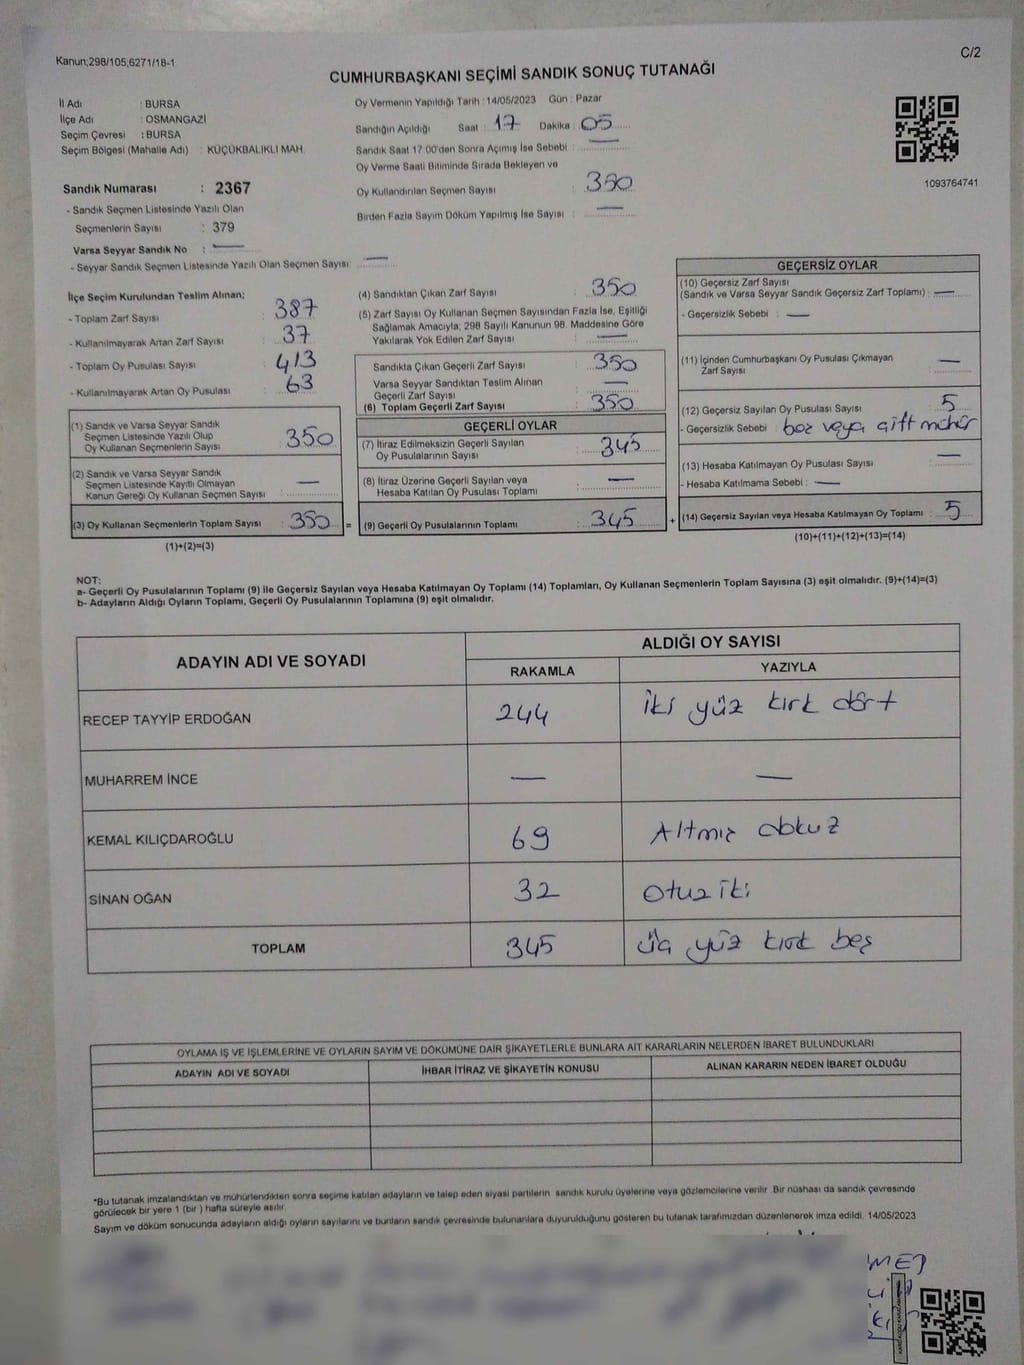 Kanun;298/105;6271/18-1
C/2
CUMHURBAŞKANI SEÇİMİ SANDIK SONUÇ TUTANAĞI
İl Adı : BURSA
İlçe Adı : OSMANGAZİ
Seçim Çevresi : BURSA
Seçim Bölgesi (Mahalle Adı) : KÜÇÜKBALIKLI MAH.
Sandık Numarası : 2367
- Sandık Seçmen Listesinde Yazılı Olan
Seçmenlerin Sayısı : 379
Varsa Seyyar Sandık No : —
- Seyyar Sandık Seçmen Listesinde Yazılı Olan Seçmen Sayısı: —
Oy Vermenin Yapıldığı Tarih : 14/05/2023 Gün : Pazar
Sandığın Açıldığı Saat : 17 Dakika : 05
Sandık Saat 17:00'den Sonra Açılmış İse Sebebi : —
Oy Verme Saati Bitiminde Sırada Bekleyen ve
Oy Kullandırılan Seçmen Sayısı : 350
Birden Fazla Sayım Döküm Yapılmış İse Sayısı : —
1093764741
İlçe Seçim Kurulundan Teslim Alınan;
- Toplam Zarf Sayısı : 387
- Kullanılmayarak Artan Zarf Sayısı : 37
- Toplam Oy Pusulası Sayısı : 413
- Kullanılmayarak Artan Oy Pusulası : 63
(1) Sandık ve Varsa Seyyar Sandık
Seçmen Listesinde Yazılı Olup
Oy Kullanan Seçmenlerin Sayısı : 350
(2) Sandık ve Varsa Seyyar Sandık
Seçmen Listesinde Kayıtlı Olmayan
Kanun Gereği Oy Kullanan Seçmen Sayısı : —
(3) Oy Kullanan Seçmenlerin Toplam Sayısı : 350 =
(1)+(2)=(3)
(4) Sandıktan Çıkan Zarf Sayısı : 350
(5) Zarf Sayısı Oy Kullanan Seçmen Sayısından Fazla İse, Eşitliği
Sağlamak Amacıyla; 298 Sayılı Kanunun 98. Maddesine Göre
Yakılarak Yok Edilen Zarf Sayısı : —
Sandıkta Çıkan Geçerli Zarf Sayısı : 350
Varsa Seyyar Sandıktan Teslim Alınan
Geçerli Zarf Sayısı : —
(6) Toplam Geçerli Zarf Sayısı : 350
GEÇERLİ OYLAR
(7) İtiraz Edilmeksizin Geçerli Sayılan
Oy Pusulalarının Sayısı : 345
(8) İtiraz Üzerine Geçerli Sayılan veya
Hesaba Katılan Oy Pusulası Toplamı : —
(9) Geçerli Oy Pusulalarının Toplamı : 345 +
GEÇERSİZ OYLAR
(10) Geçersiz Zarf Sayısı
(Sandık ve Varsa Seyyar Sandık Geçersiz Zarf Toplamı) : —
- Geçersizlik Sebebi : —
(11) İçinden Cumhurbaşkanı Oy Pusulası Çıkmayan
Zarf Sayısı : —
(12) Geçersiz Sayılan Oy Pusulası Sayısı : 5
- Geçersizlik Sebebi : boz veya çift mühür
(13) Hesaba Katılmayan Oy Pusulası Sayısı : —
- Hesaba Katılmama Sebebi : —
(14) Geçersiz Sayılan veya Hesaba Katılmayan Oy Toplamı : 5
(10)+(11)+(12)+(13)=(14)
NOT:
a- Geçerli Oy Pusulalarının Toplamı (9) ile Geçersiz Sayılan veya Hesaba Katılmayan Oy Toplamı (14) Toplamları, Oy Kullanan Seçmenlerin Toplam Sayısına (3) eşit olmalıdır. (9)+(14)=(3)
b- Adayların Aldığı Oyların Toplamı, Geçerli Oy Pusulalarının Toplamına (9) eşit olmalıdır.
ADAYIN ADI VE SOYADI ALDIĞI OY SAYISI
RAKAMLA YAZIYLA
RECEP TAYYİP ERDOĞAN 244 iki yüz kırk dört
MUHARREM İNCE — —
KEMAL KILIÇDAROĞLU 69 Altmış dokuz
SİNAN OĞAN 32 otuz iki
TOPLAM 345 üç yüz kırk beş
OYLAMA İŞ VE İŞLEMLERİNE VE OYLARIN SAYIM VE DÖKÜMÜNE DAİR ŞİKAYETLERLE BUNLARA AİT KARARLARIN NELERDEN İBARET BULUNDUKLARI
ADAYIN ADI VE SOYADI İHBAR İTİRAZ VE ŞİKAYETİN KONUSU ALINAN KARARIN NEDEN İBARET OLDUĞU
*Bu tutanak imzalandıktan ve mühürlendikten sonra seçime katılan adayların ve talep eden siyasi partilerin sandık kurulu üyelerine veya gözlemcilerine verilir. Bir nüshası da sandık çevresinde
görülecek bir yere 1 (bir ) hafta süreyle asılır.
Sayım ve döküm sonucunda adayların aldığı oyların sayılarını ve bunların sandık çevresinde bulunanlara duyurulduğunu gösteren bu tutanak tarafımızdan düzenlenerek imza edildi. 14/05/2023